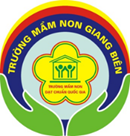 TRƯỜNG MẦM NON GIANG BIÊN
TRƯỜNG MẦM NON
ĐẠT CHUẨN QUỐC GIA